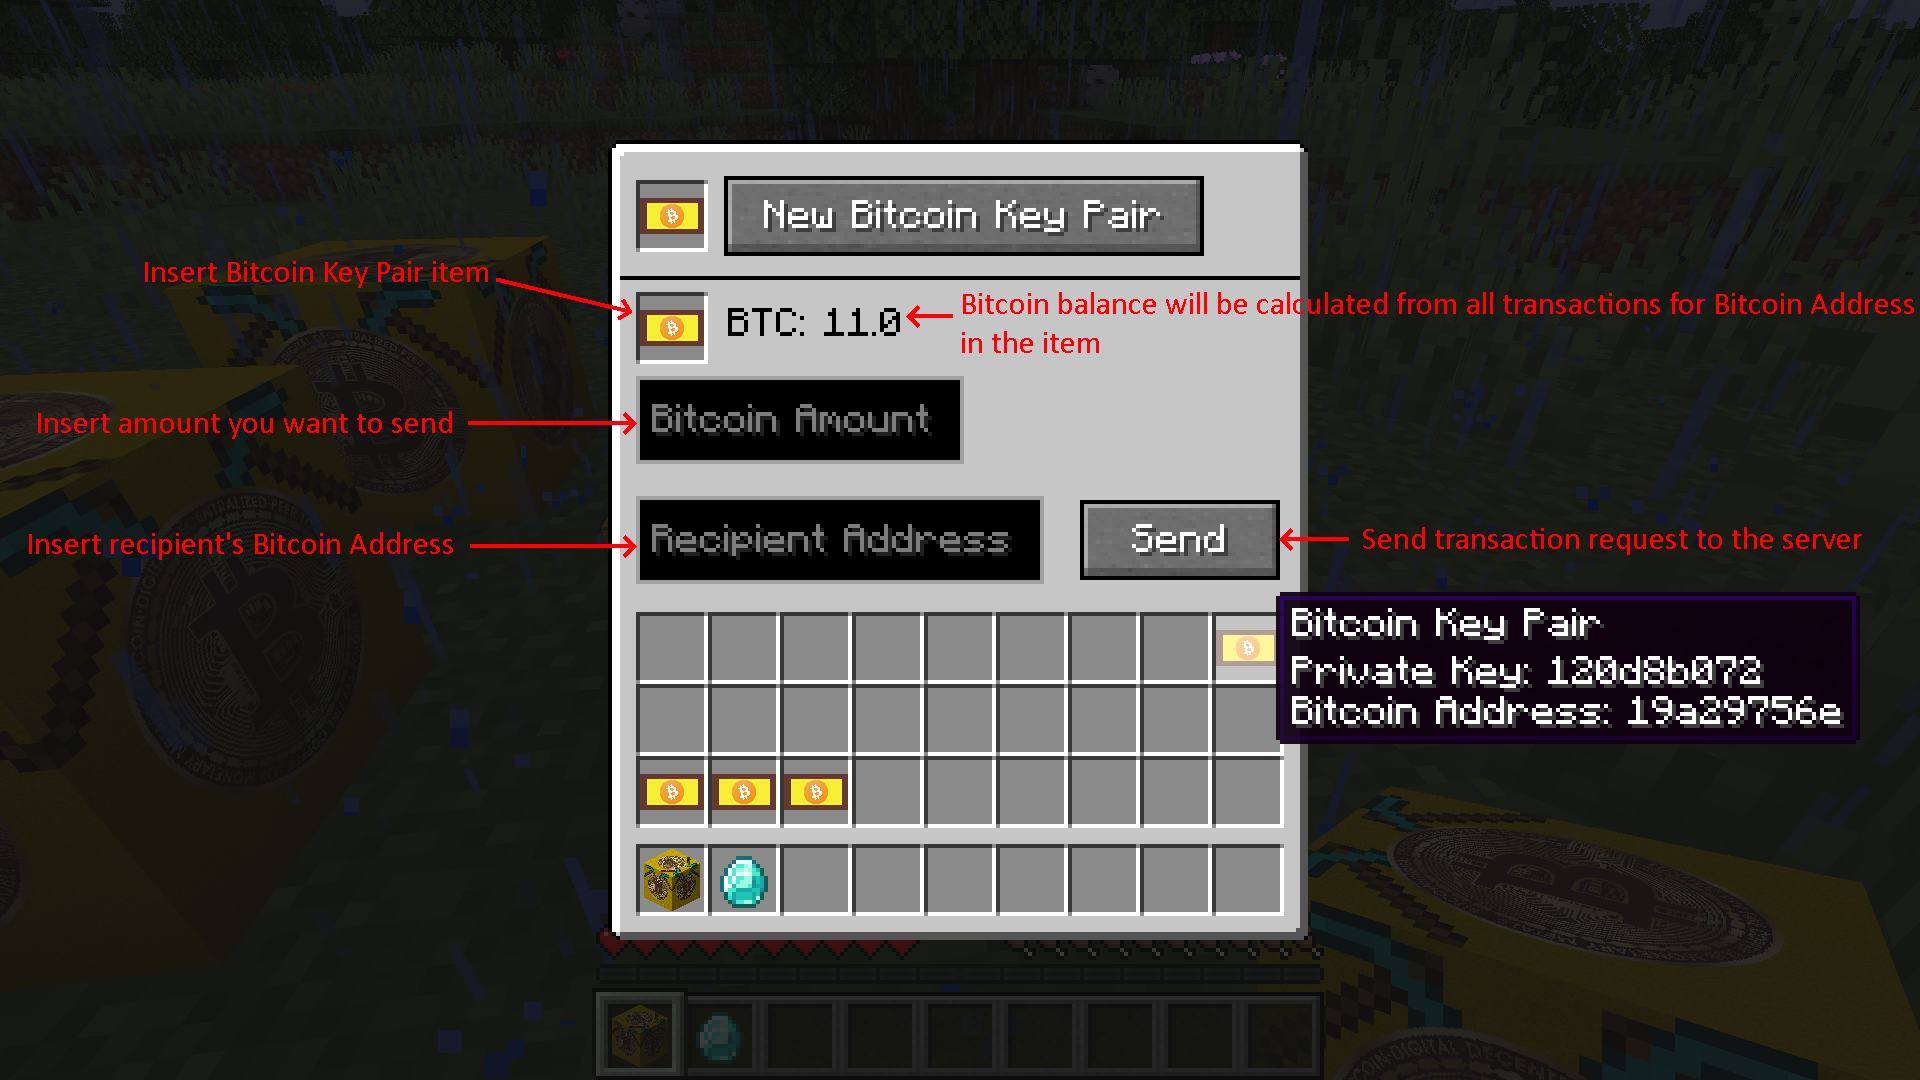 New Bitcoin Key Pair
Insert Bitcoin Key Pair item
BTC: 11.0
Bitcoin balance will be calculated from all transactions for Bitcoin Address
in the item
Insert amount you want to send
Bitcoin Amount
Insert recipient's Bitcoin Address
Recipient Address
Send
Send transaction request to the server
Bitcoin Key Pair
Private Key: 120d8b072
Bitcoin Address: 19a29756e